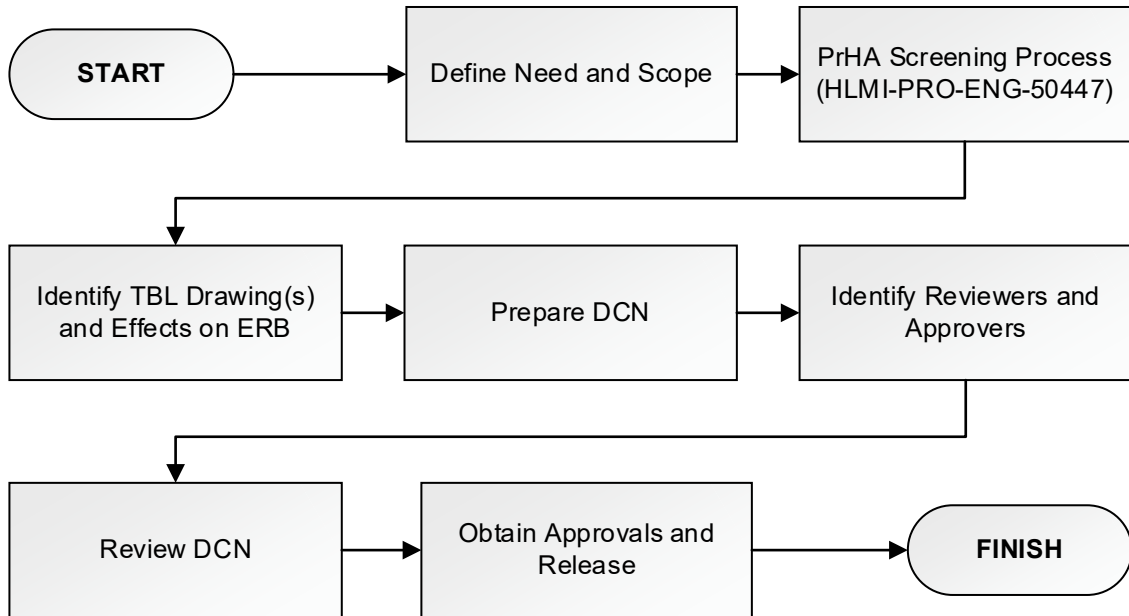 START
Define Need and Scope
PrHA Screening Process
(HLMI-PRO-ENG-50447)
Identify TBL Drawing(s)
and Effects on ERB
Prepare DCN
Identify Reviewers and
Approvers
Review DCN
Obtain Approvals and
Release
FINISH